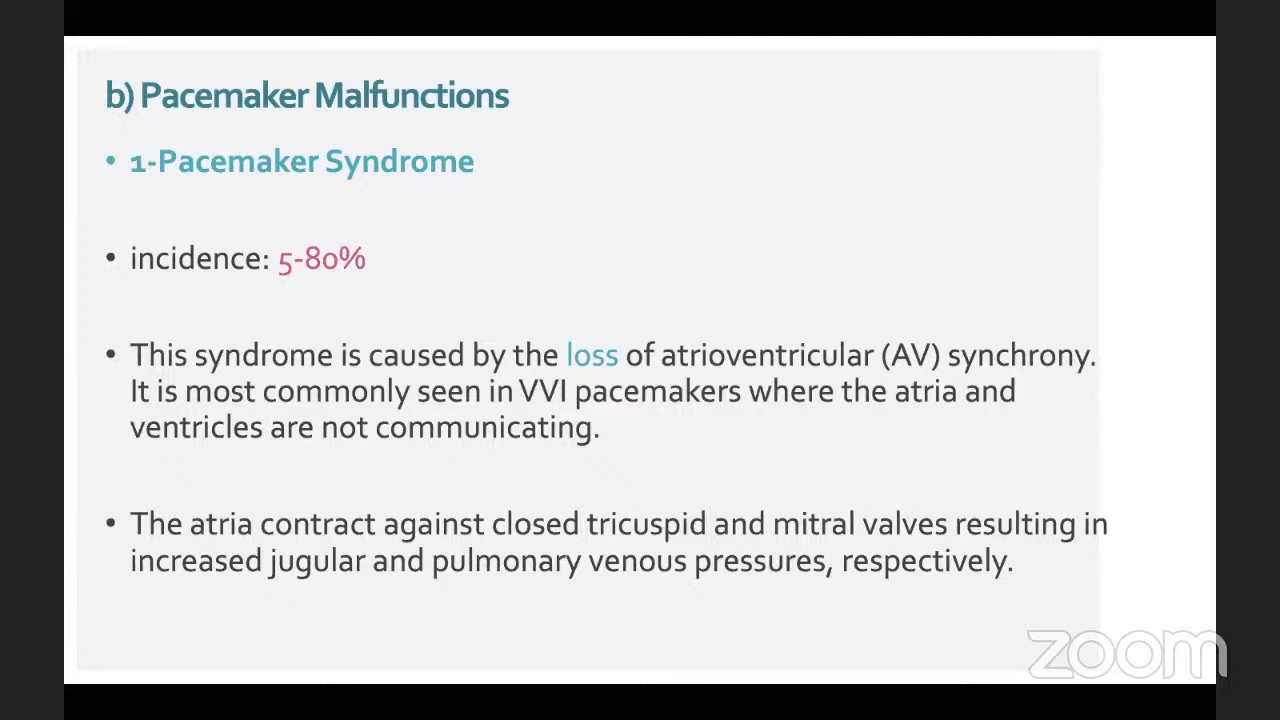 b) Pacemaker Malfunctions
• 1-Pacemaker Syndrome
• incidence: 5-80%
• This syndrome is caused by the loss of atrioventricular (AV) synchrony.
It is most commonly seen in VVI pacemakers where the atria and
ventricles are not communicating.
• The atria contract against closed tricuspid and mitral valves resulting in
increased jugular and pulmonary venous pressures, respectively.
zoom